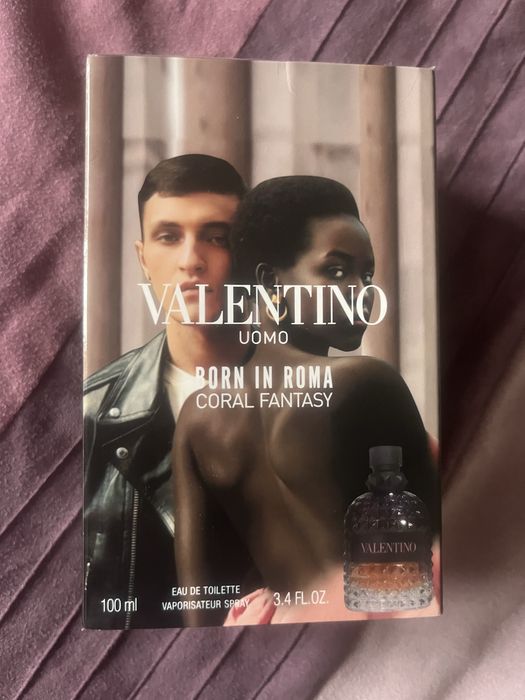 VALENTINO
UOMO
BORN IN ROMA
CORAL FANTASY
VALENTINO
EAU DE TOILETTE
100 ml VAPORISATEUR SPRAY 3.4 FL.OZ.